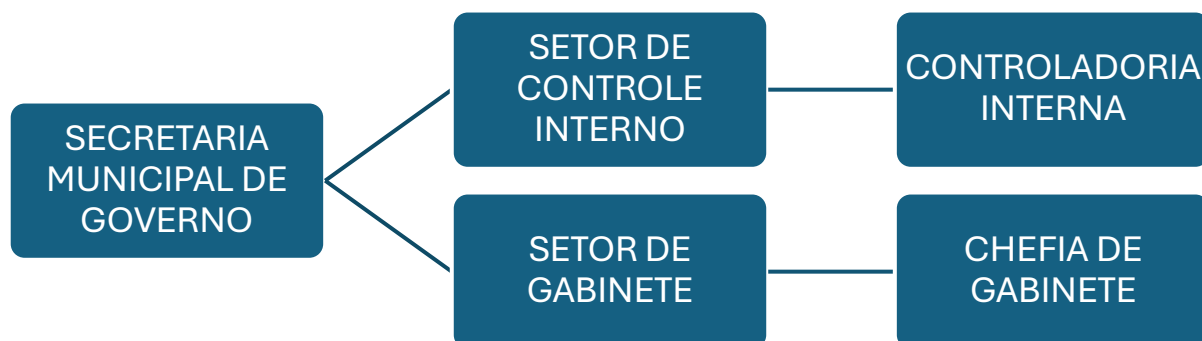 SECRETARIA
MUNICIPAL DE
GOVERNO
SETOR DE
CONTROLE
INTERNO
CONTROLADORIA
INTERNA
SETOR DE
GABINETE
CHEFIA DE
GABINETE